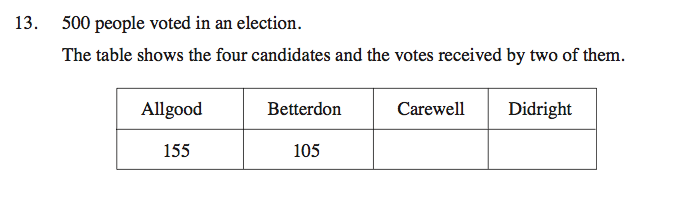 13. 500 people voted in an election.
The table shows the four candidates and the votes received by two of them.
Allgood Betterdon Carewell Didright
155 105